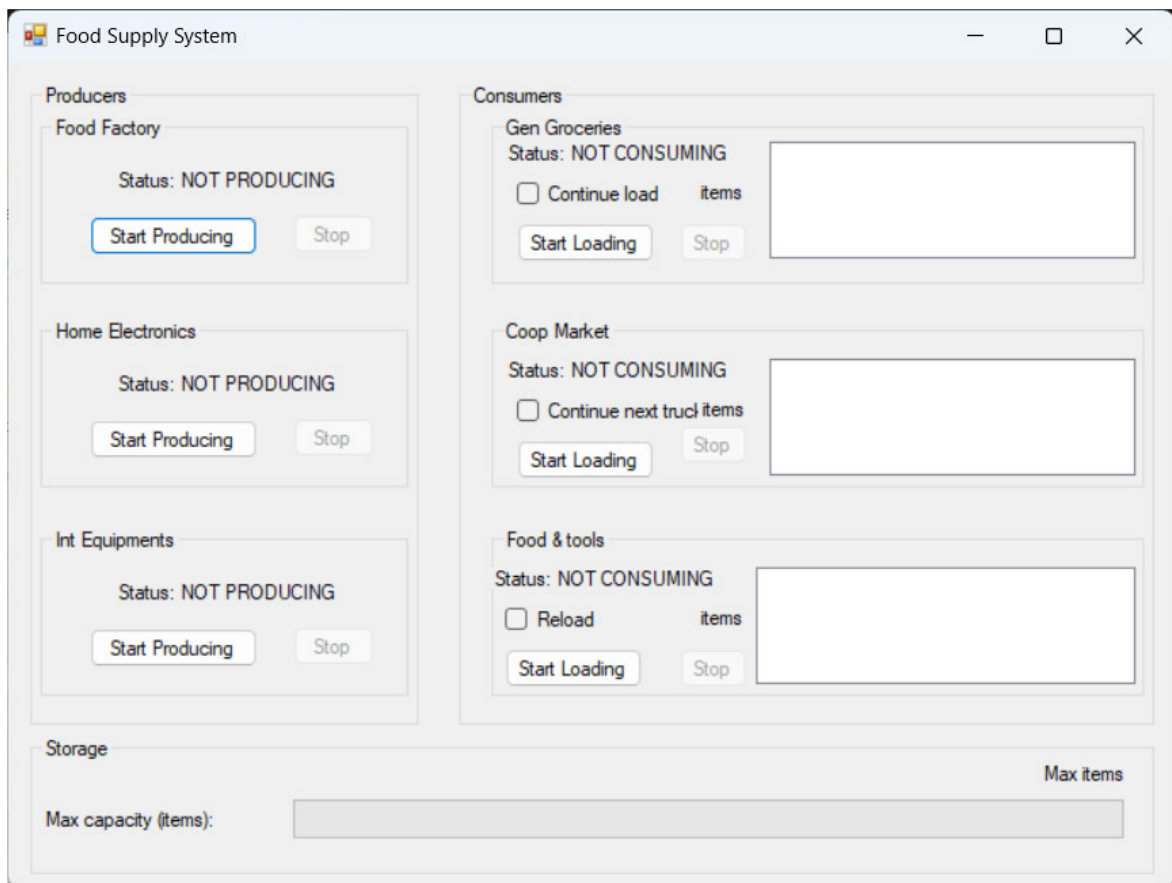 Food Supply System
Producers
Food Factory
Status: NOT PRODUCING
Start Producing
Stop
Home Electronics
Status: NOT PRODUCING
Start Producing
Stop
Int Equipments
Status: NOT PRODUCING
Start Producing
Stop
Consumers
Gen Groceries
Status: NOT CONSUMING
Continue load items
Start Loading
Stop
Coop Market
Status: NOT CONSUMING
Continue next truck items
Start Loading
Stop
Food & tools
Status: NOT CONSUMING
Reload items
Start Loading
Stop
Storage
Max items
Max capacity (items):